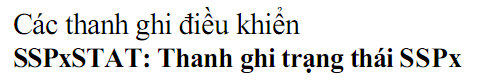 Các thanh ghi điều khiển
SSPxSTAT: Thanh ghi trạng thái SSPx